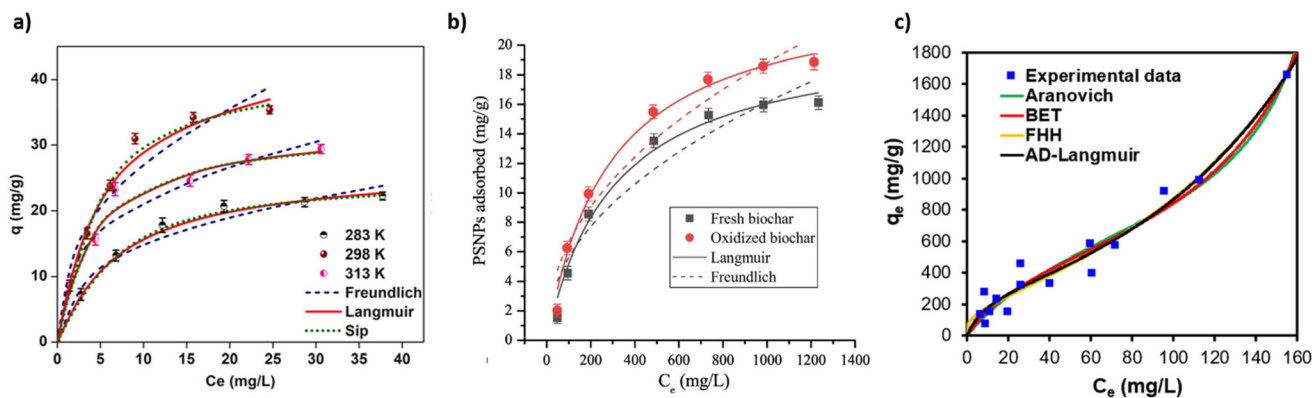 a)
q (mg/g)
40
30
20
10
0
283 K
298 K
313 K
Freundlich
Langmuir
Sip
0 5 10 15 20 25 30 35 40
Ce (mg/L)
b)
PSNPs adsorbed (mg/g)
20
18
16
14
12
10
8
6
4
2
0
Fresh biochar
Oxidized biochar
Langmuir
Freundlich
0 200 400 600 800 1000 1200 1400
Ce (mg/L)
c)
qe (mg/g)
1800
1600
1400
1200
1000
800
600
400
200
0
Experimental data
Aranovich
BET
FHH
AD-Langmuir
0 20 40 60 80 100 120 140 160
Ce (mg/L)